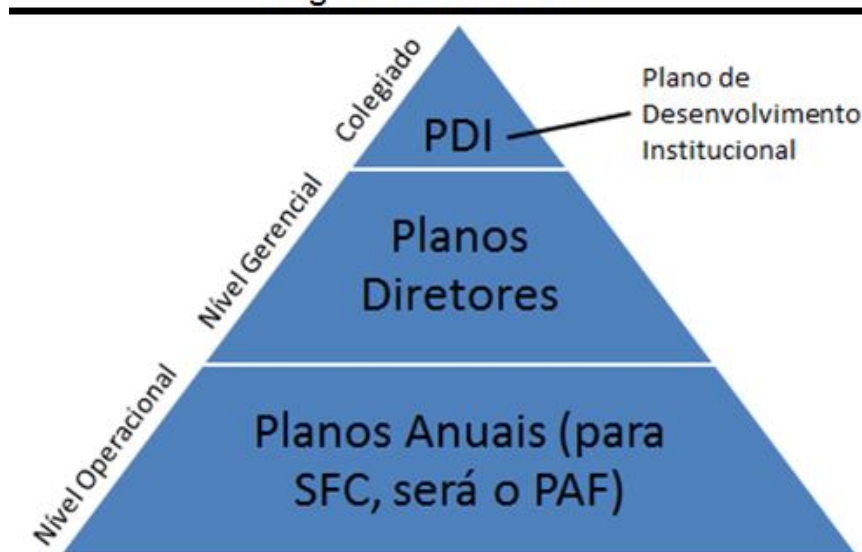 Colegiado
PDI
Plano de
Desenvolvimento
Institucional
Nível Gerencial
Planos
Diretores
Nível Operacional
Planos Anuais (para
SFC, será o PAF)